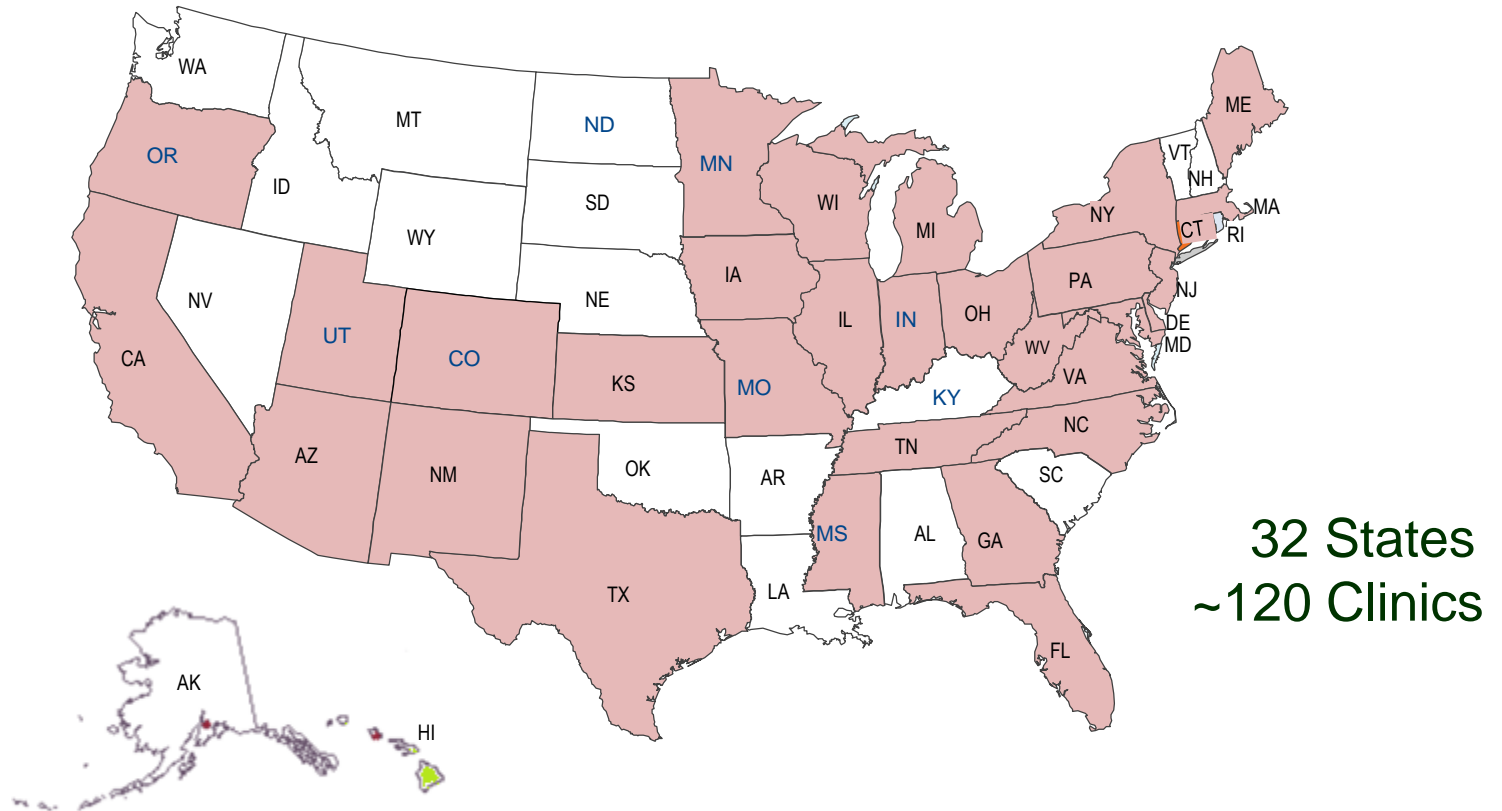 WA
MT
ND
MN
ME
OR
ID
SD
WI
VT
NH
NY
MA
WY
MI
CT
RI
NV
NE
IA
PA
NJ
UT
CO
IL
IN
OH
DE
CA
KS
MO
WV
MD
VA
KY
NC
AZ
NM
OK
AR
TN
SC
MS
AL
GA
TX
LA
FL
AK
HI
32 States
~120 Clinics